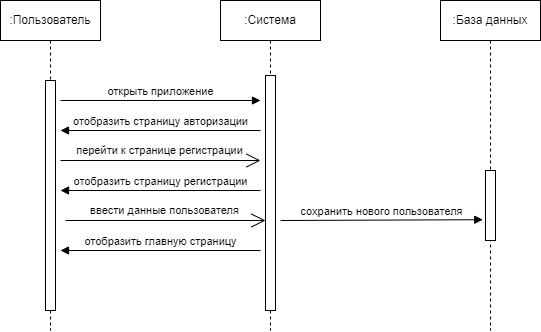 :Пользователь
:Система
:База данных
открыть приложение
отобразить страницу авторизации
перейти к странице регистрации
отобразить страницу регистрации
ввести данные пользователя
сохранить нового пользователя
отобразить главную страницу